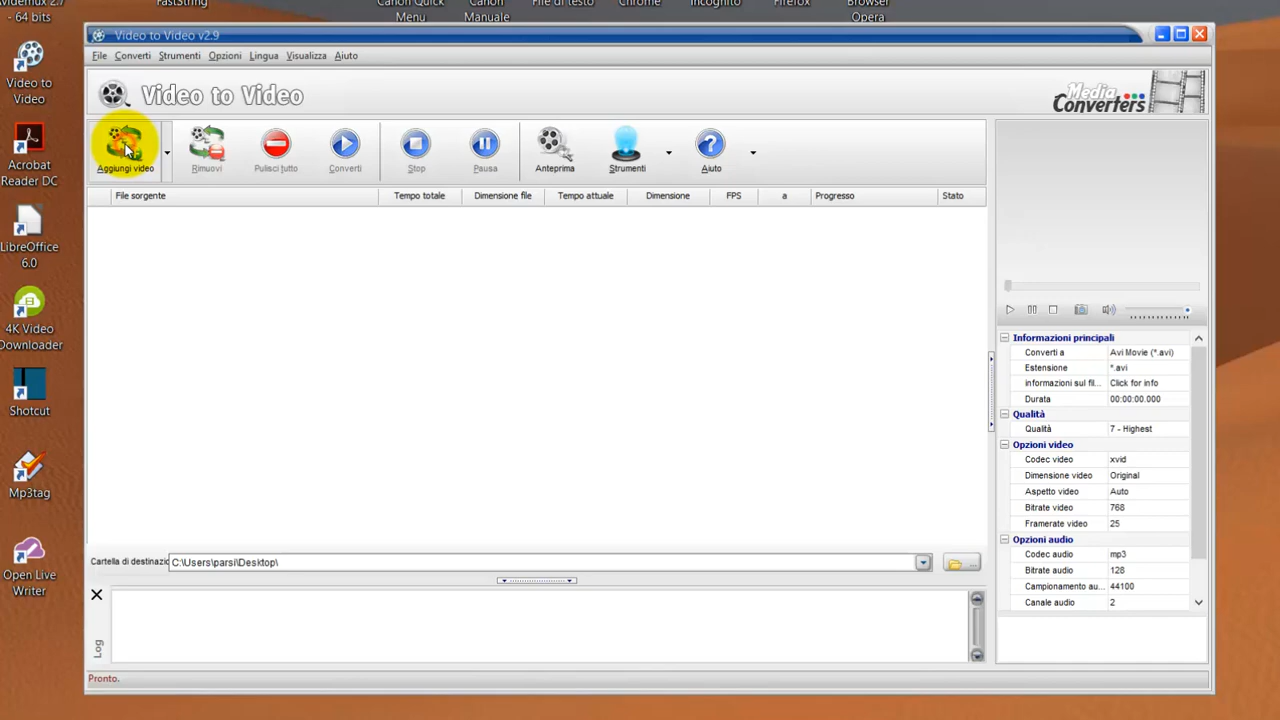 Avidemux 2.7
- 64 bits
FastString
Canon Quick
Menu
Canon
Manuale
File di testo
Chrome
Incognito
Firefox
Browser
Opera
Video to
Video
Acrobat
Reader DC
LibreOffice
6.0
4K Video
Downloader
Shotcut
Mp3tag
Open Live
Writer
Video to Video v2.9
File Converti Strumenti Opzioni Lingua Visualizza Aiuto
Video to Video
Media
Converters
Aggiungi video Rimuovi Pulisci tutto Converti Stop Pausa Anteprima Strumenti Aiuto
File sorgente Tempo totale Dimensione file Tempo attuale Dimensione FPS a Progresso Stato
Informazioni principali
Converti a Avi Movie (*.avi)
Estensione *.avi
informazioni sul fil... Click for info
Durata 00:00:00.000
Qualità
Qualità 7 - Highest
Opzioni video
Codec video xvid
Dimensione video Original
Aspetto video Auto
Bitrate video 768
Framerate video 25
Opzioni audio
Codec audio mp3
Bitrate audio 128
Campionamento au... 44100
Canale audio 2
Cartella di destinazio C:\Users\parsi\Desktop\
...
Log
Pronto.